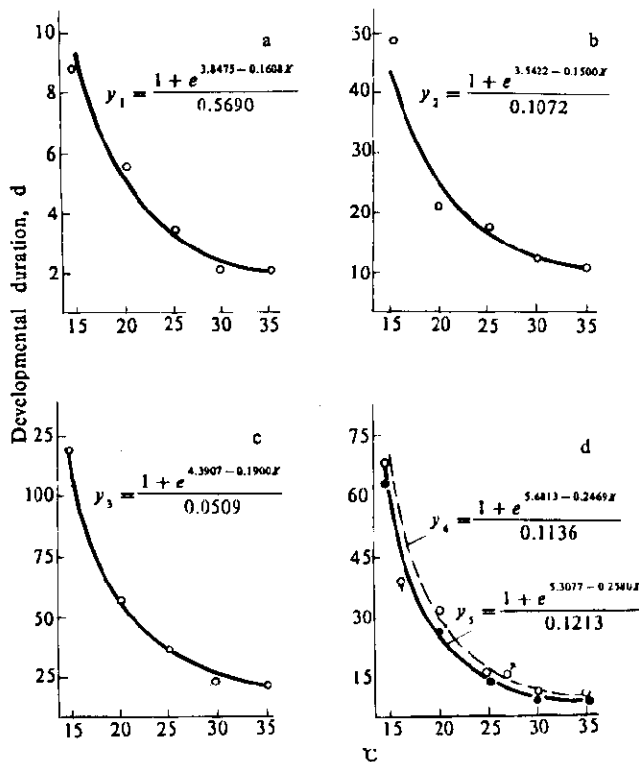 Developmental duration, d
a
10
8
6
4
2
15 20 25 30 35
y₁ = (1 + e^(3.8475 − 0.1608X)) / 0.5690
b
50
40
30
20
10
15 20 25 30 35
y₂ = (1 + e^(3.5422 − 0.1500X)) / 0.1072
c
25
100
75
50
25
15 20 25 30 35
y₃ = (1 + e^(4.3907 − 0.1900X)) / 0.0509
d
75
60
45
30
15
15 20 25 30 35
y₄ = (1 + e^(5.6813 − 0.2469X)) / 0.1136
y₅ = (1 + e^(5.3077 − 0.2580X)) / 0.1213
℃